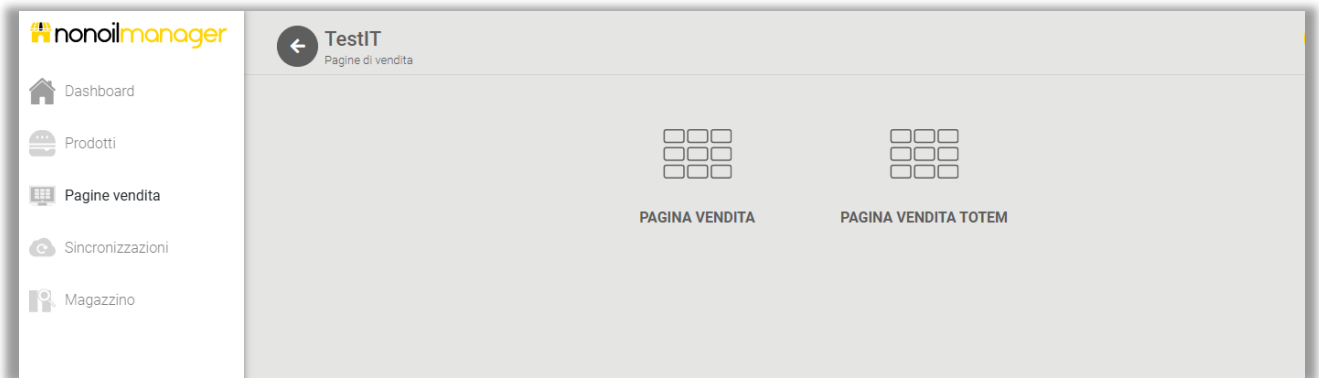 nonoilmanager
TestIT
Pagine di vendita
Dashboard
Prodotti
Pagine vendita
Sincronizzazioni
Magazzino
PAGINA VENDITA
PAGINA VENDITA TOTEM